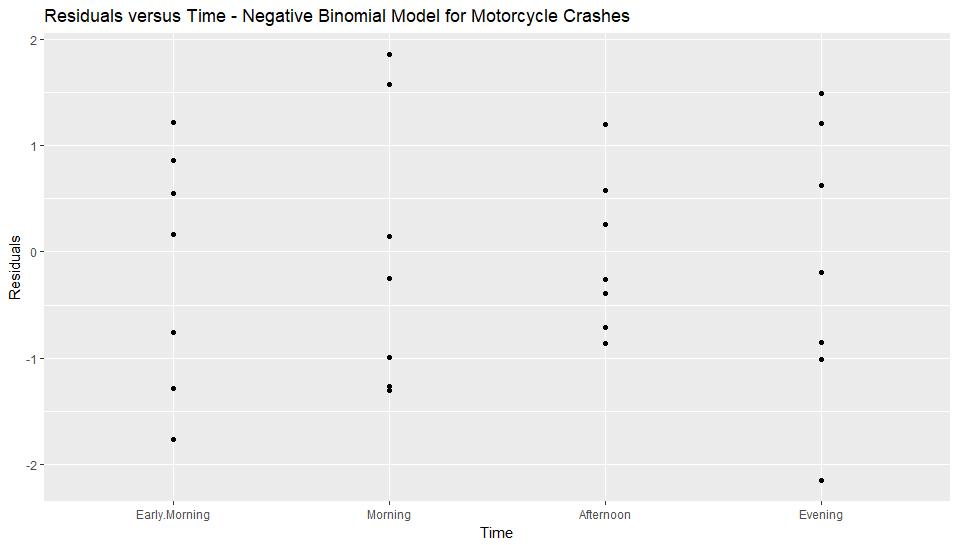 Residuals versus Time - Negative Binomial Model for Motorcycle Crashes
2
1
0
-1
-2
Residuals
Early.Morning Morning Afternoon Evening
Time